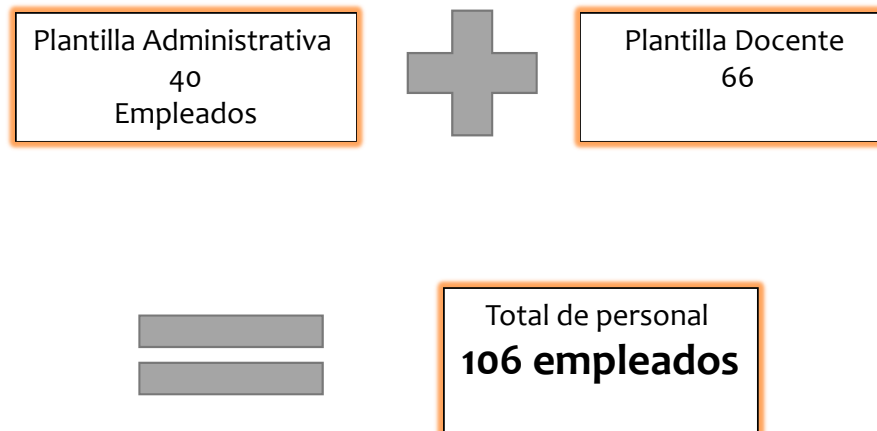 Plantilla Administrativa
40
Empleados
Plantilla Docente
66
Total de personal
106 empleados